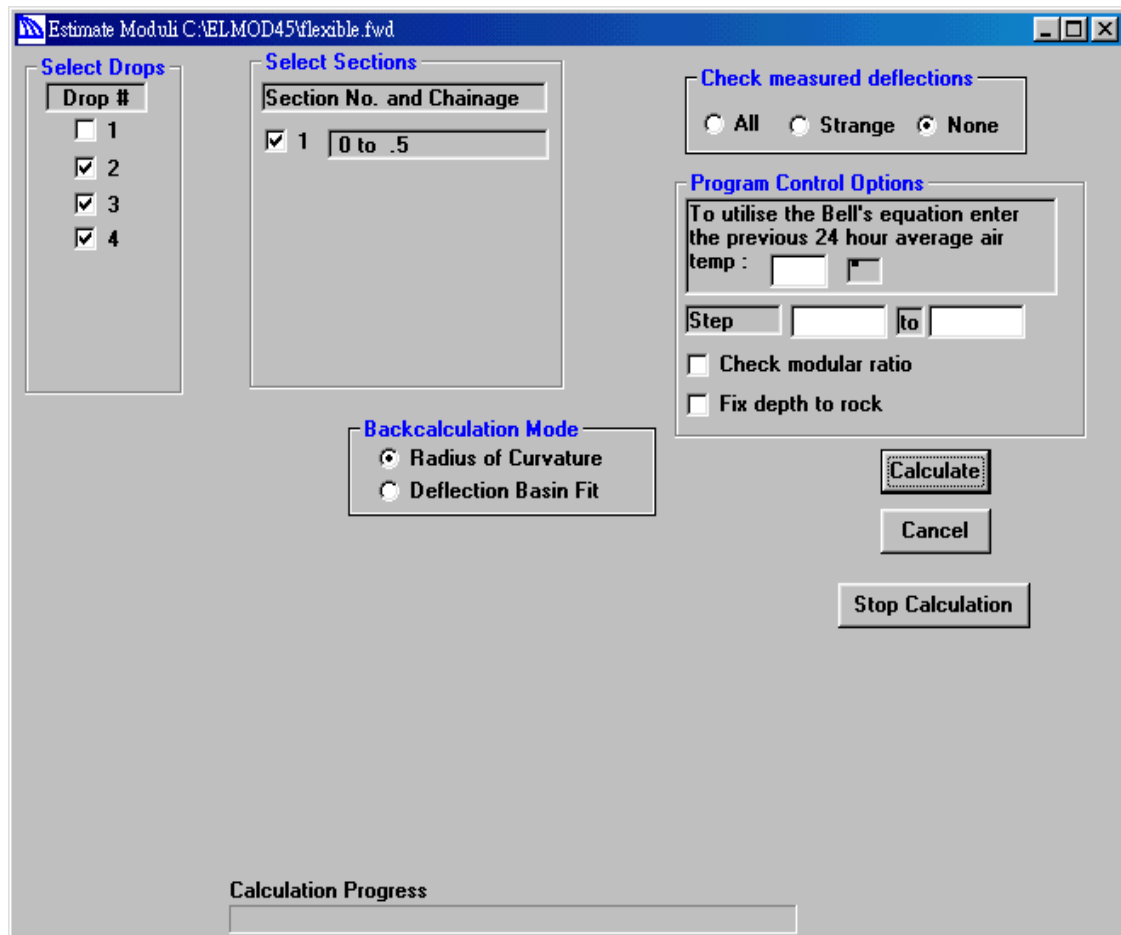 Estimate Moduli C:\ELMOD45\flexible.fwd
Select Drops
Drop #
1
2
3
4
Select Sections
Section No. and Chainage
1 0 to .5
Check measured deflections
All Strange None
Program Control Options
To utilise the Bell's equation enter
the previous 24 hour average air
temp :
Step to
Check modular ratio
Fix depth to rock
Backcalculation Mode
Radius of Curvature
Deflection Basin Fit
Calculate
Cancel
Stop Calculation
Calculation Progress